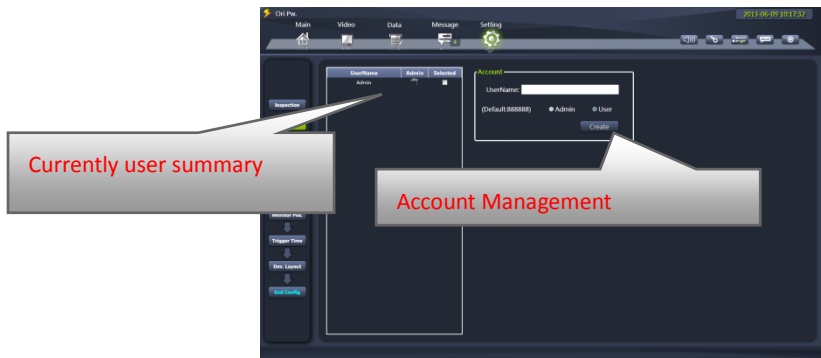 Ori Pw.
2013-06-09 10:17:32
Main Video Data Message Setting
4
UserName Admin Selected
Admin
Account
UserName:
(Default:888888) Admin User
Create
Inspection
Currently user summary
Account Management
Monitor Pos.
Trigger Time
Dev. Layout
End Config